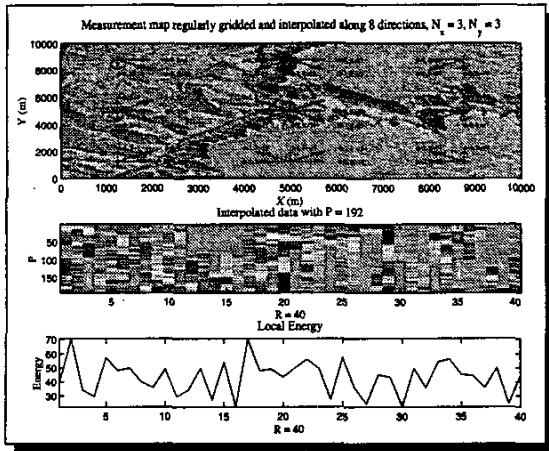 Measurement map regularly gridded and interpolated along 8 directions, Nx = 3, Ny = 3
10000
8000
6000
4000
2000
0
Y (m)
0 1000 2000 3000 4000 5000 6000 7000 8000 9000 10000
X (m)
Interpolated data with P = 192
50
100
150
P
5 10 15 20 25 30 35 40
R = 40
Local Energy
70
60
50
40
30
Energy
5 10 15 20 25 30 35 40
R = 40